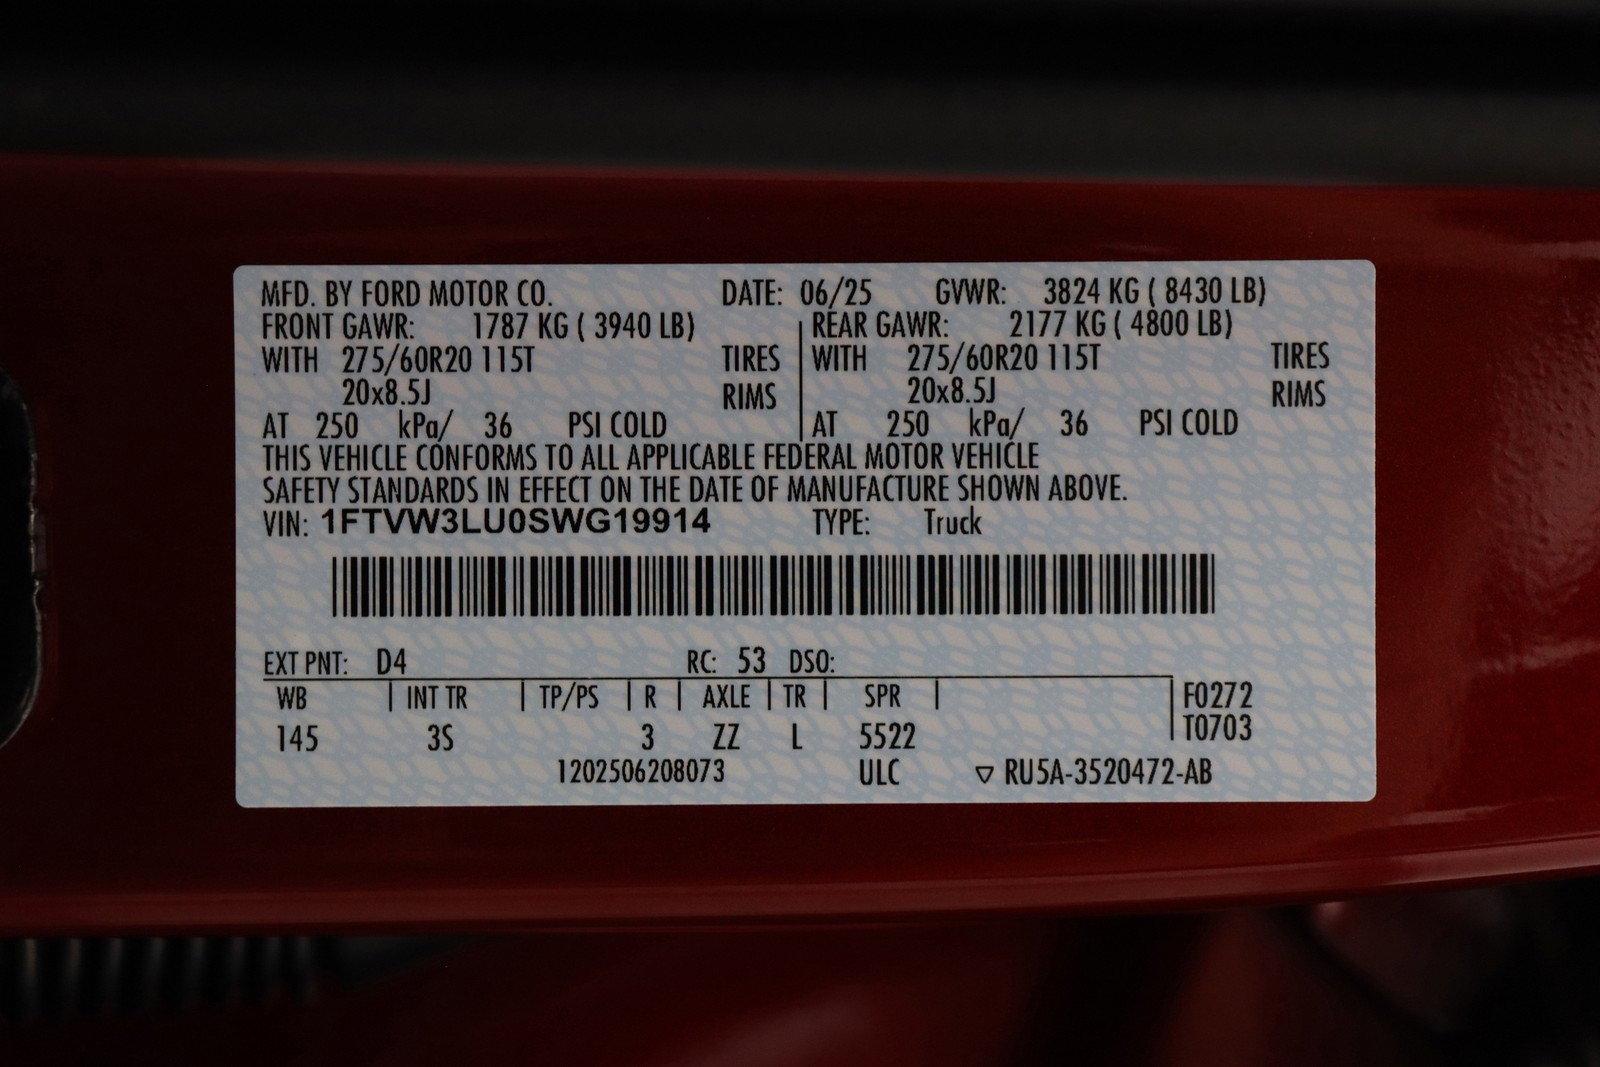 MFD. BY FORD MOTOR CO. DATE: 06/25 GVWR: 3824 KG ( 8430 LB)
FRONT GAWR: 1787 KG ( 3940 LB) REAR GAWR: 2177 KG ( 4800 LB)
WITH 275/60R20 115T TIRES WITH 275/60R20 115T TIRES
20x8.5J RIMS 20x8.5J RIMS
AT 250 kPa/ 36 PSI COLD AT 250 kPa/ 36 PSI COLD
THIS VEHICLE CONFORMS TO ALL APPLICABLE FEDERAL MOTOR VEHICLE
SAFETY STANDARDS IN EFFECT ON THE DATE OF MANUFACTURE SHOWN ABOVE.
VIN: 1FTVW3LU0SWG19914 TYPE: Truck
EXT PNT: D4 RC: 53 DSO:
WB INT TR TP/PS R AXLE TR SPR F0272
T0703
145 3S 3 ZZ L 5522
1202506208073 ULC ▽ RU5A-3520472-AB